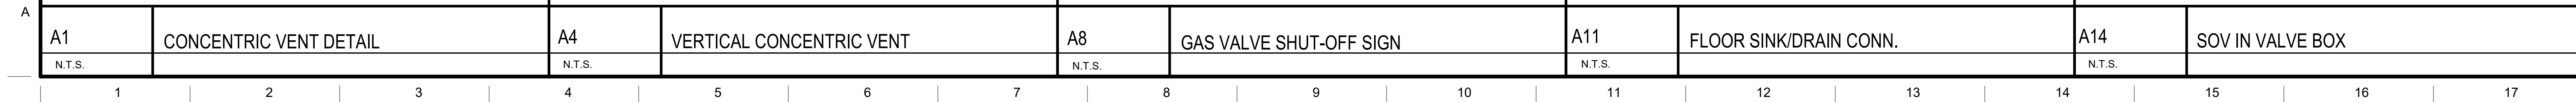 A
A1 CONCENTRIC VENT DETAIL A4 VERTICAL CONCENTRIC VENT A8 GAS VALVE SHUT-OFF SIGN A11 FLOOR SINK/DRAIN CONN. A14 SOV IN VALVE BOX
N.T.S. N.T.S. N.T.S. N.T.S. N.T.S.
1 2 3 4 5 6 7 8 9 10 11 12 13 14 15 16 17